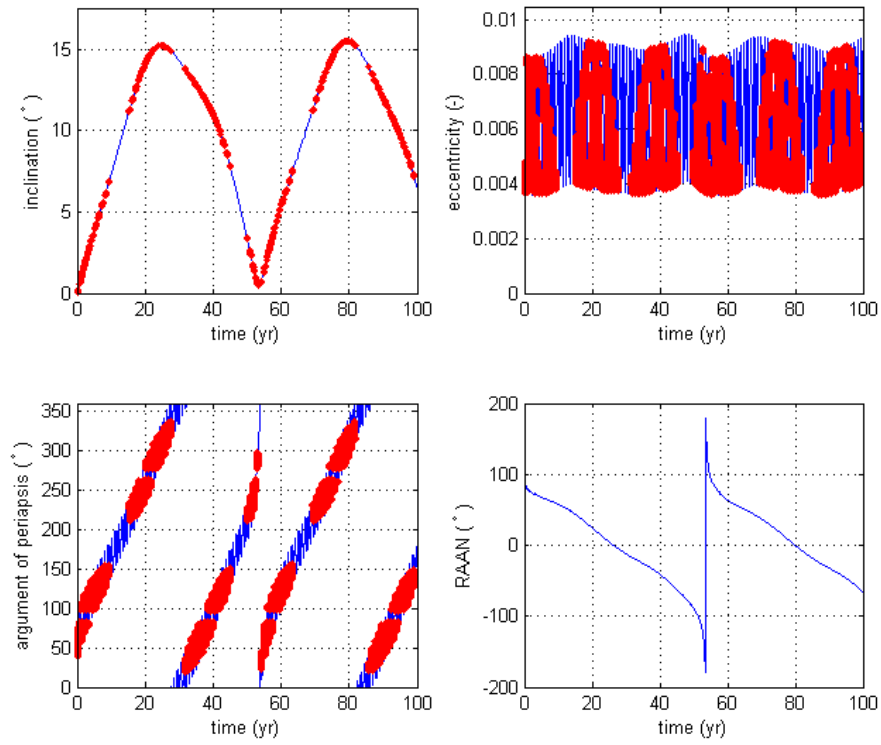 15
10
5
0
inclination (°)
0 20 40 60 80 100
time (yr)
0.01
0.008
0.006
0.004
0.002
0
eccentricity (-)
0 20 40 60 80 100
time (yr)
350
300
250
200
150
100
50
0
argument of periapsis (°)
0 20 40 60 80 100
time (yr)
200
100
0
-100
-200
RAAN (°)
0 20 40 60 80 100
time (yr)